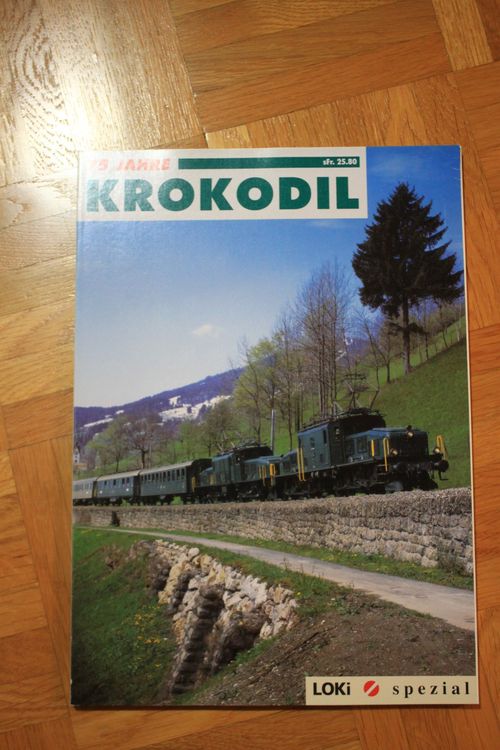 75 JAHRE
sFr. 25.80
KROKODIL
LOKi spezial